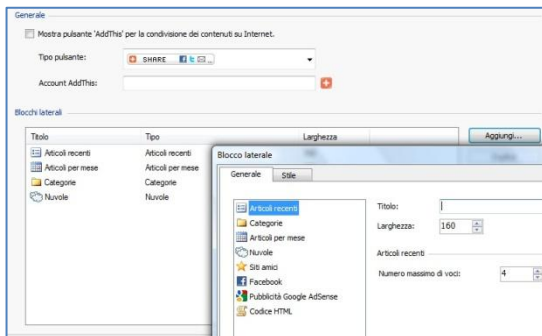 Generale
Mostra pulsante 'AddThis' per la condivisione dei contenuti su Internet.
Tipo pulsante:
SHARE
Account AddThis:
Blocchi laterali
Titolo Tipo Larghezza
Aggiungi...
Articoli recenti Articoli recenti
Articoli per mese Articoli per mese
Categorie Categorie
Nuvole Nuvole
Blocco laterale
Generale Stile
Articoli recenti
Categorie
Articoli per mese
Nuvole
Siti amici
Facebook
Pubblicità Google AdSense
Codice HTML
Titolo:
Larghezza: 160
Articoli recenti
Numero massimo di voci: 4